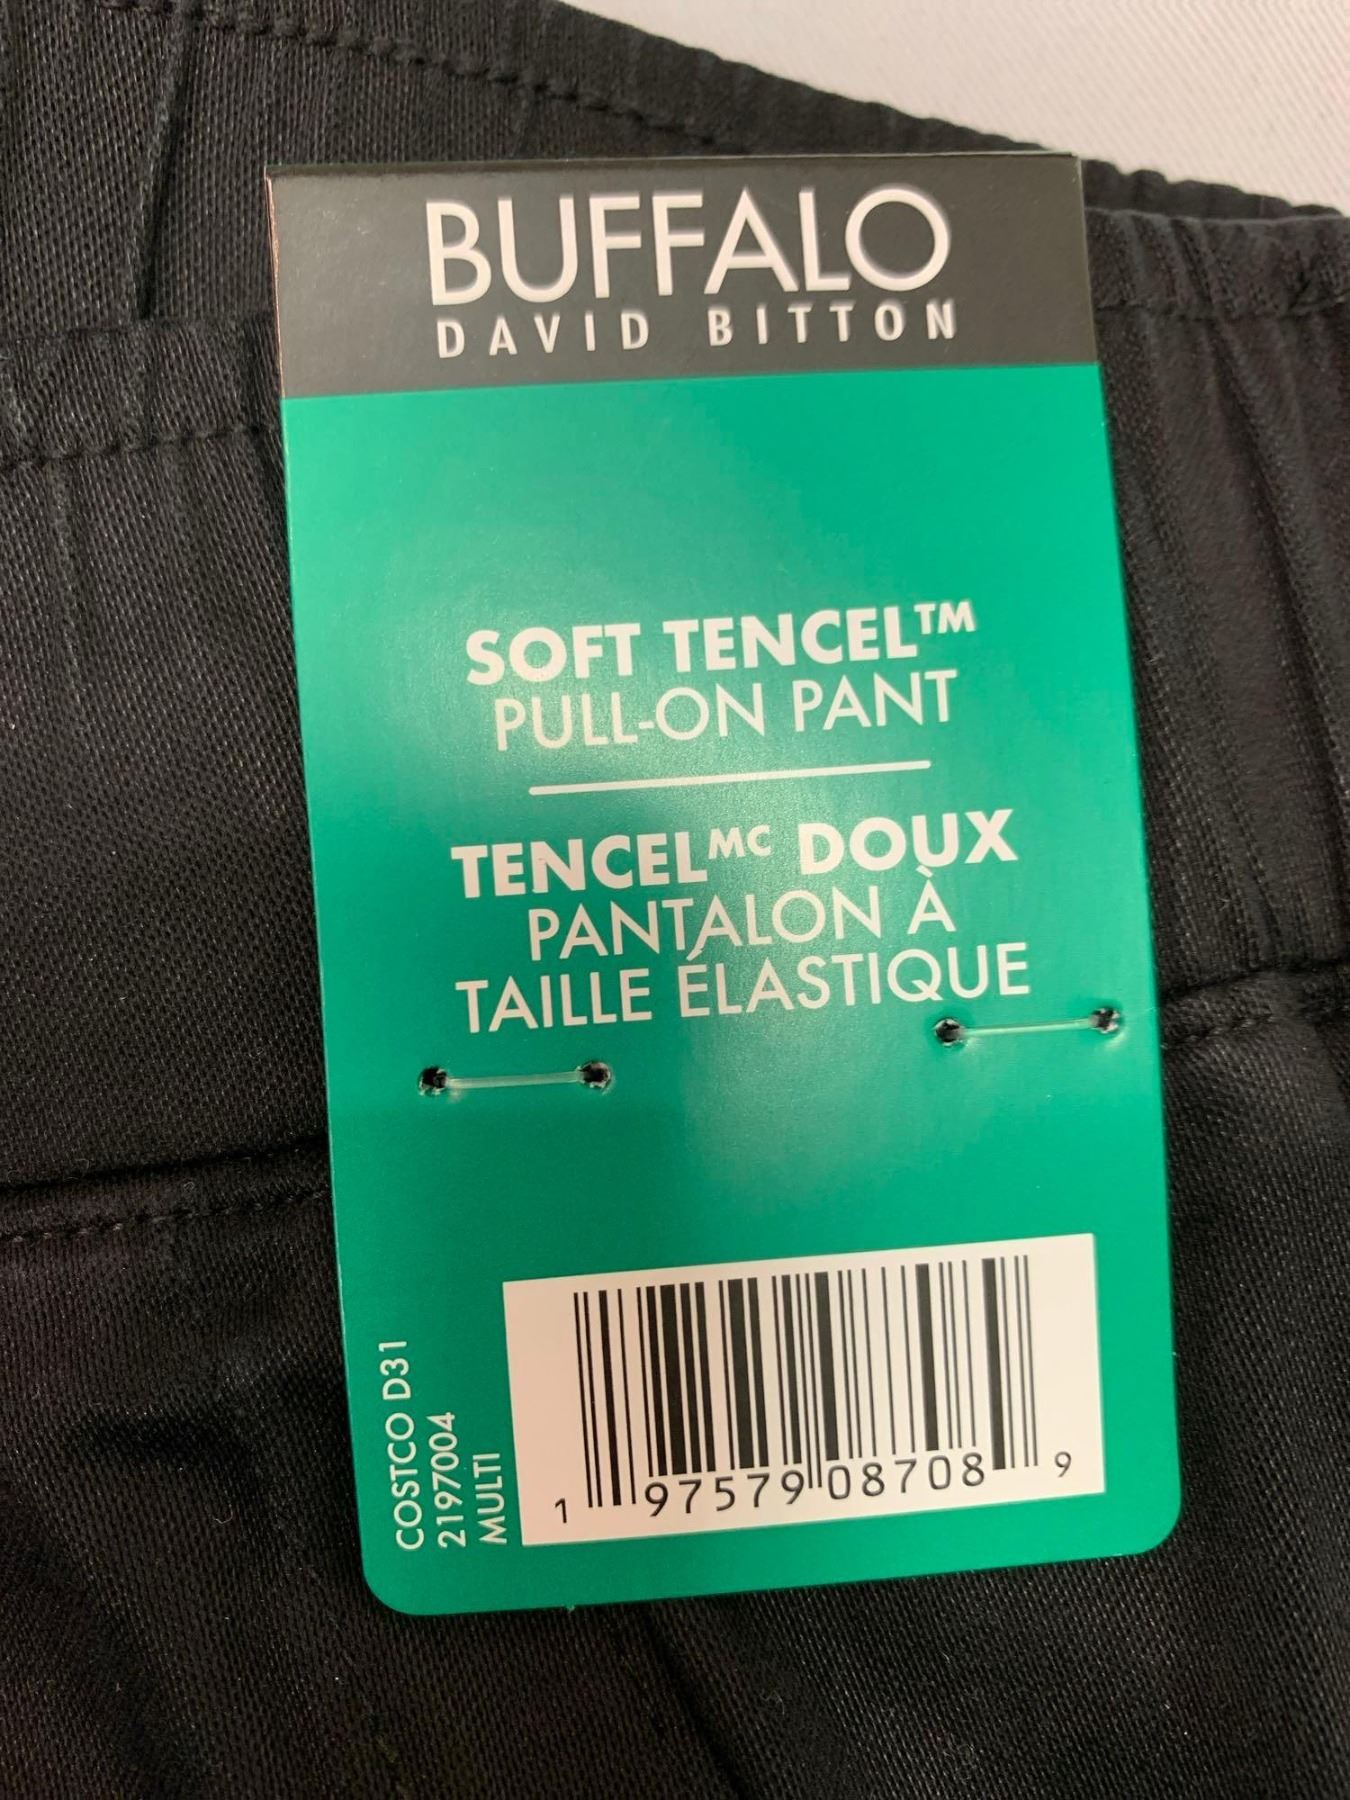 BUFFALO
DAVID BITTON
SOFT TENCEL™
PULL-ON PANT
TENCELᴹᶜ DOUX
PANTALON À
TAILLE ÉLASTIQUE
COSTCO D31
2197004
MULTI
1 97579 08708 9